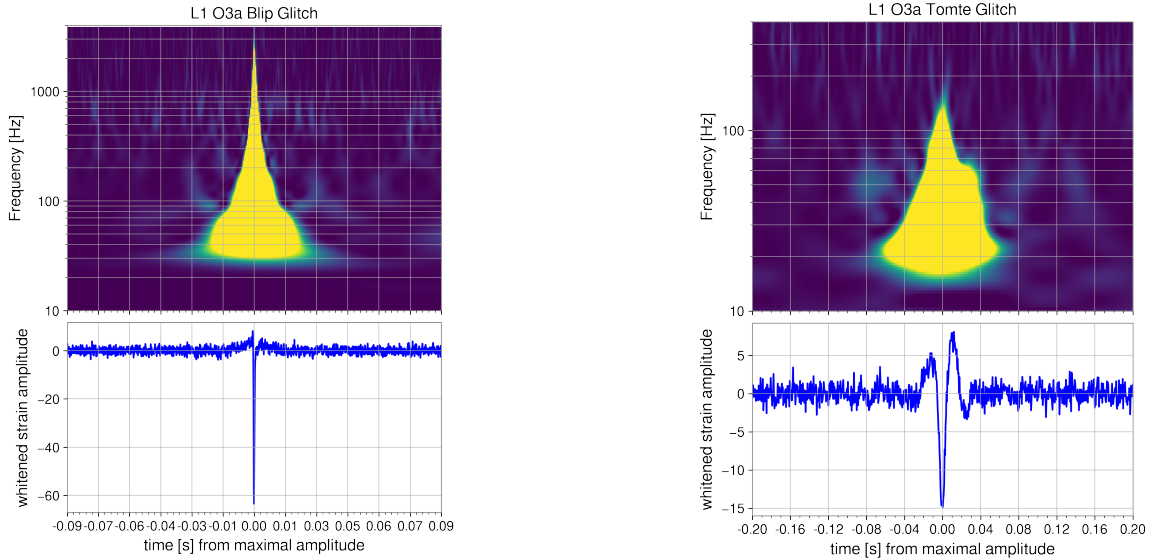 L1 O3a Blip Glitch
Frequency [Hz]
1000
100
10
whitened strain amplitude
0
−20
−40
−60
-0.09 -0.07 -0.06 -0.04 -0.03 -0.01 0.00 0.01 0.03 0.05 0.06 0.07 0.09
time [s] from maximal amplitude
L1 O3a Tomte Glitch
Frequency [Hz]
100
10
whitened strain amplitude
5
0
−5
−10
−15
-0.20 -0.16 -0.12 -0.08 -0.04 0.00 0.04 0.08 0.12 0.16 0.20
time [s] from maximal amplitude